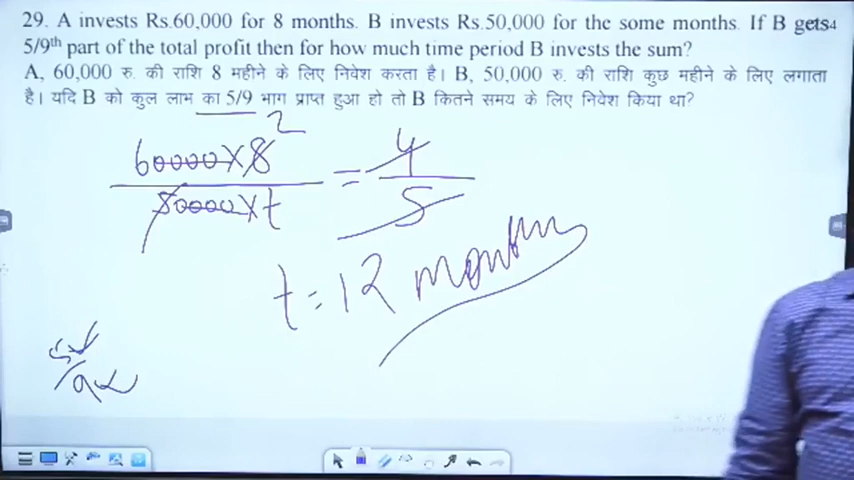 29. A invests Rs.60,000 for 8 months. B invests Rs.50,000 for the some months. If B gets
5/9th part of the total profit then for how much time period B invests the sum?
A, 60,000 रु. की राशि 8 महीने के लिए निवेश करता है। B, 50,000 रु. की राशि कुछ महीने के लिए लगाता
है। यदि B को कुल लाभ का 5/9 भाग प्राप्त हुआ हो तो B कितने समय के लिए निवेश किया था?
2
60000×8 = 4
50000×t 5
t = 12 months